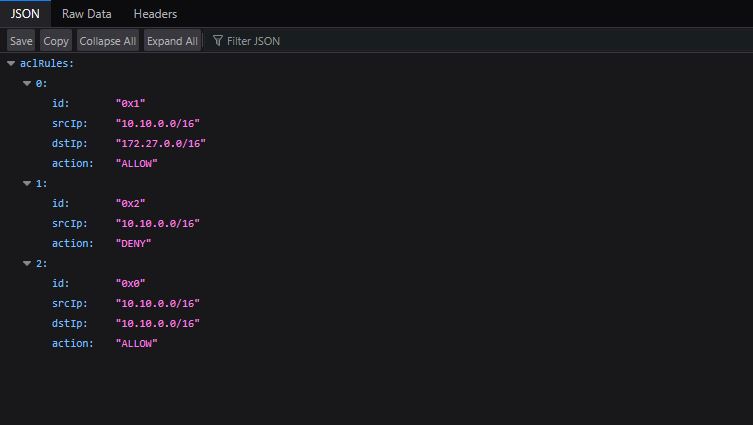 JSON Raw Data Headers
Save Copy Collapse All Expand All Filter JSON
aclRules:
0:
id: "0x1"
srcIp: "10.10.0.0/16"
dstIp: "172.27.0.0/16"
action: "ALLOW"
1:
id: "0x2"
srcIp: "10.10.0.0/16"
action: "DENY"
2:
id: "0x0"
srcIp: "10.10.0.0/16"
dstIp: "10.10.0.0/16"
action: "ALLOW"